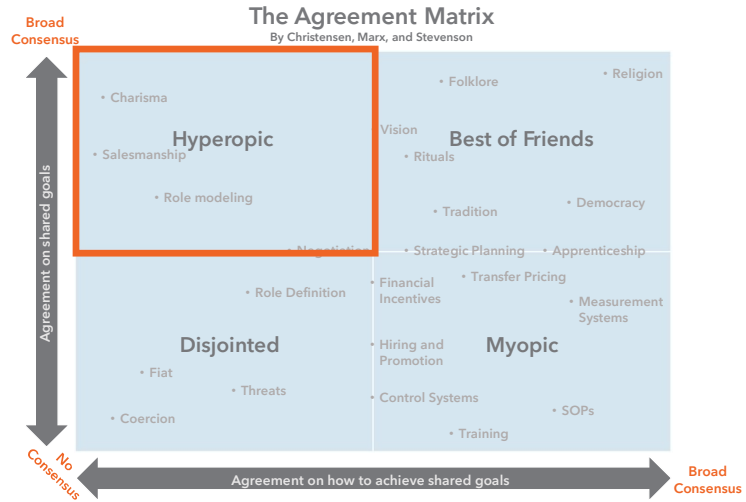 The Agreement Matrix
By Christensen, Marx, and Stevenson
Broad
Consensus
Agreement on shared goals
Charisma
Hyperopic
Salesmanship
Role modeling
Negotiation
Folklore
Religion
Vision
Best of Friends
Rituals
Tradition
Democracy
Strategic Planning
Apprenticeship
Role Definition
Disjointed
Fiat
Threats
Coercion
Financial
Incentives
Transfer Pricing
Measurement
Systems
Hiring and
Promotion
Myopic
Control Systems
SOPs
Training
No
Consensus
Agreement on how to achieve shared goals
Broad
Consensus